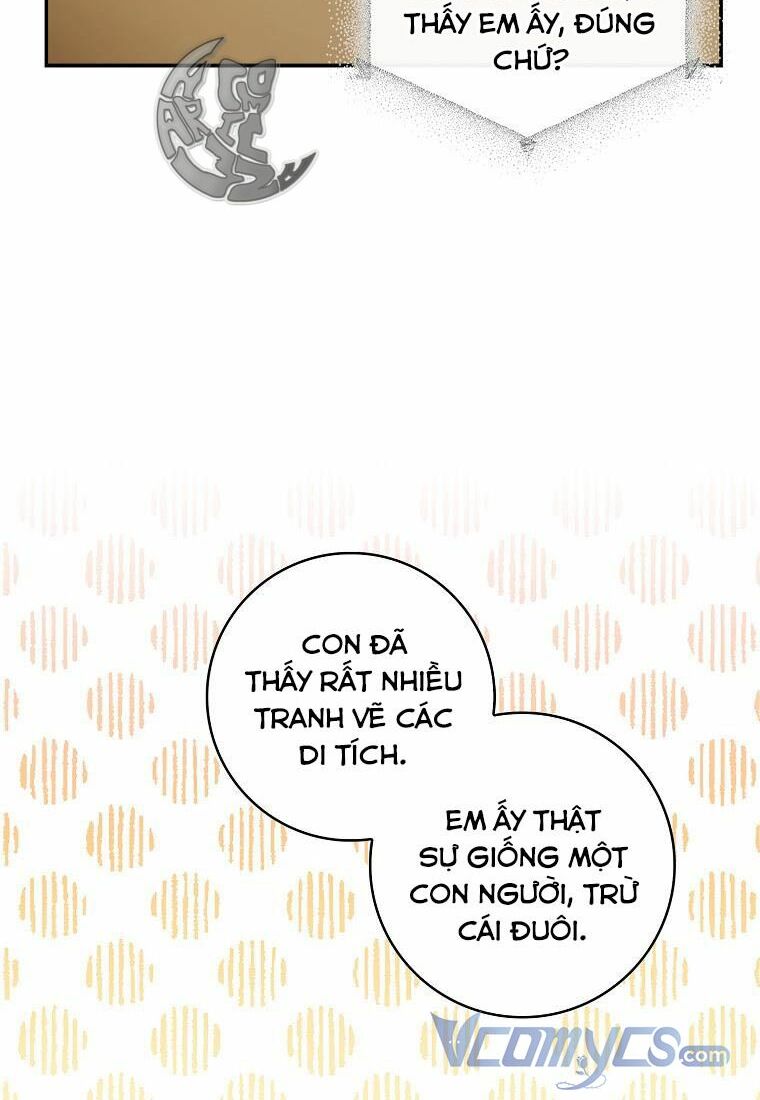 THẤY EM ẤY, ĐÚNG
CHỨ?
CON ĐÃ
THẤY RẤT NHIỀU
TRANH VẼ CÁC
DI TÍCH.
EM ẤY THẬT
SỰ GIỐNG MỘT
CON NGƯỜI, TRỪ
CÁI ĐUÔI.
VCOMYCS.com